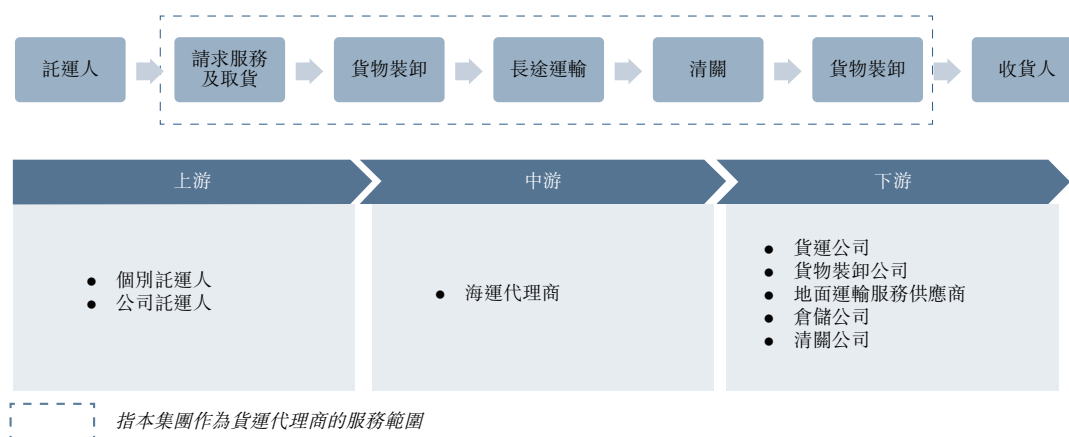 託運人
請求服務
及取貨
貨物裝卸
長途運輸
清關
貨物裝卸
收貨人
上游
中游
下游
● 個別託運人
● 公司託運人
● 海運代理商
● 貨運公司
● 貨物裝卸公司
● 地面運輸服務供應商
● 倉儲公司
● 清關公司
指本集團作為貨運代理商的服務範圍